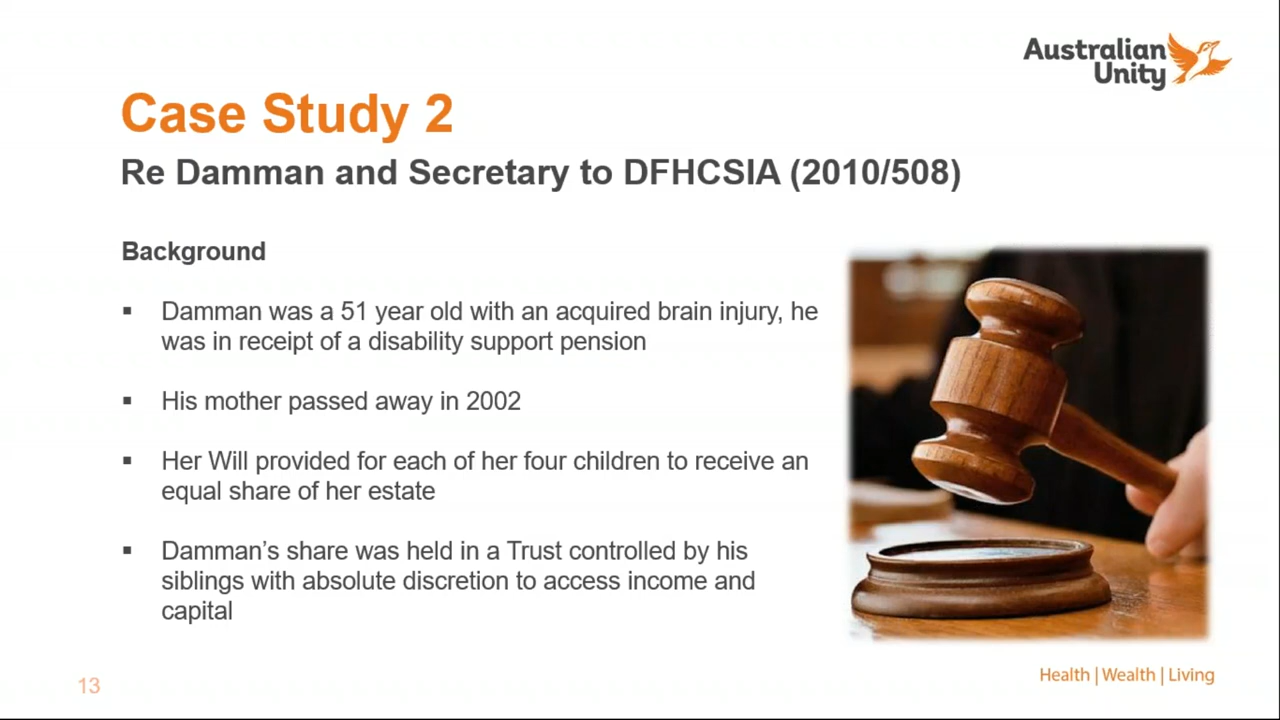 Australian
Unity
Case Study 2
Re Damman and Secretary to DFHCSIA (2010/508)
Background
▪ Damman was a 51 year old with an acquired brain injury, he
was in receipt of a disability support pension
▪ His mother passed away in 2002
▪ Her Will provided for each of her four children to receive an
equal share of her estate
▪ Damman’s share was held in a Trust controlled by his
siblings with absolute discretion to access income and
capital
13
Health | Wealth | Living